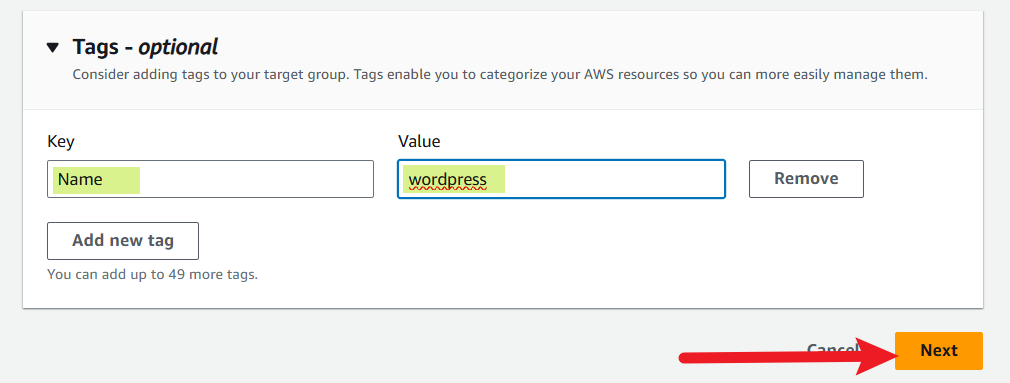 Tags - optional
Consider adding tags to your target group. Tags enable you to categorize your AWS resources so you can more easily manage them.
Key Value
Name wordpress Remove
Add new tag
You can add up to 49 more tags.
Cancel Next